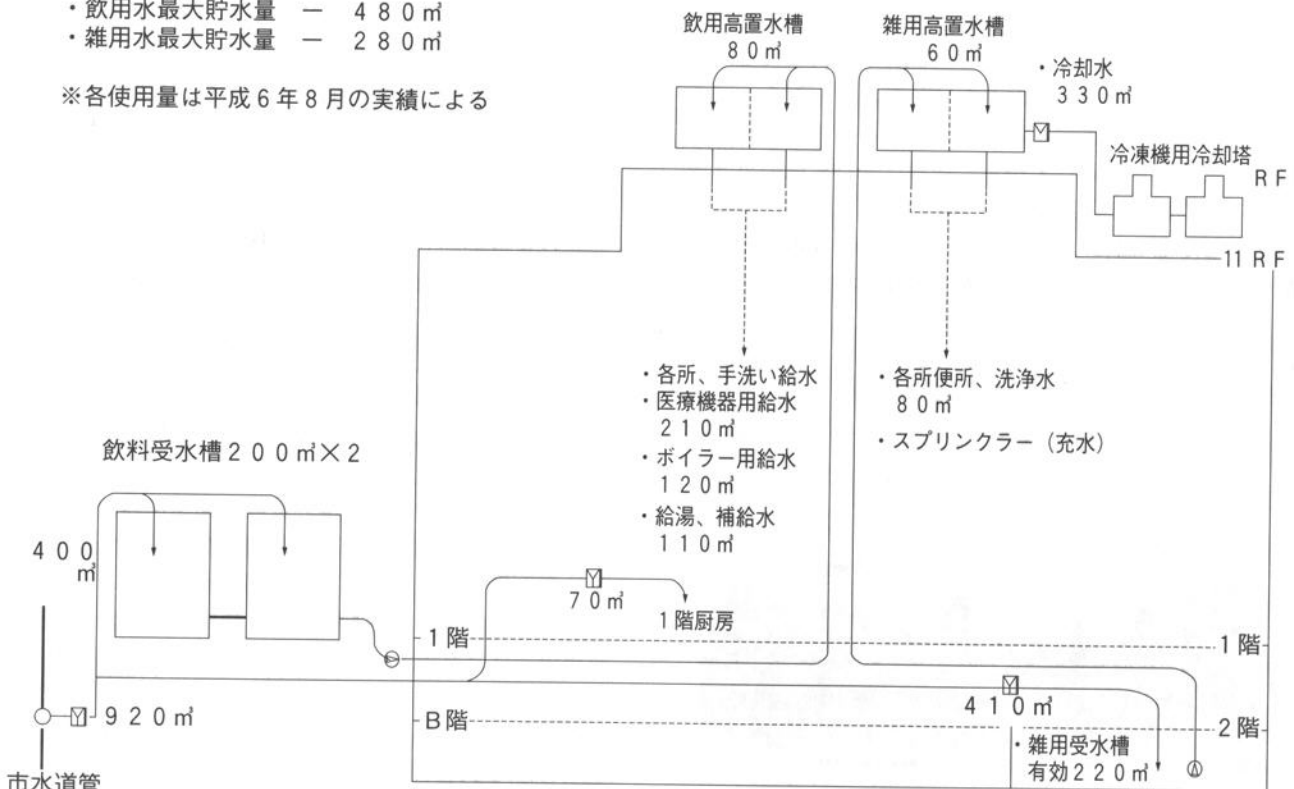 ・飲用水最大貯水量 － 480㎥
・雑用水最大貯水量 － 280㎥
※各使用量は平成6年8月の実績による
飲用高置水槽
80㎥
雑用高置水槽
60㎥
・冷却水
330㎥
冷凍機用冷却塔
RF
11RF
・各所、手洗い給水
・医療機器用給水
210㎥
・ボイラー用給水
120㎥
・給湯、補給水
110㎥
・各所便所、洗浄水
80㎥
・スプリンクラー（充水）
飲料受水槽200㎥×2
400
㎥
70㎥
1階厨房
1階
1階
920㎥
410㎥
B階
2階
・雑用受水槽
有効220㎥
市水道管